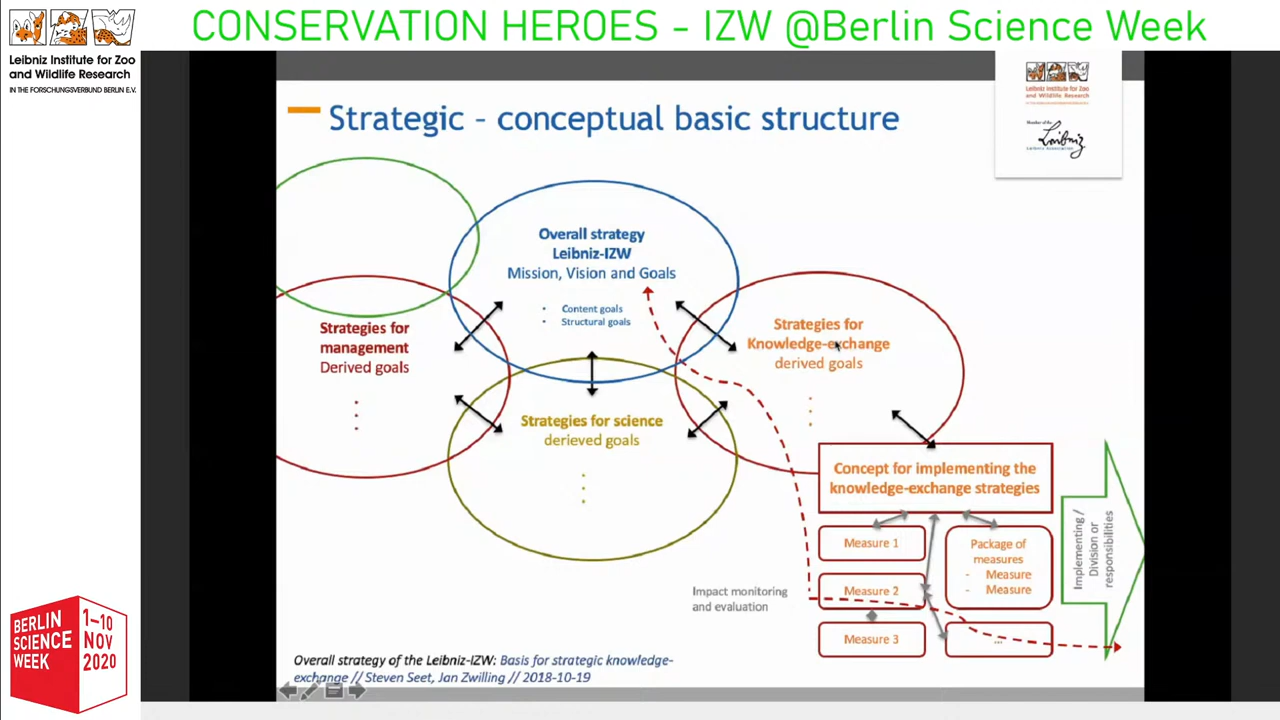 CONSERVATION HEROES - IZW @Berlin Science Week
Leibniz Institute for Zoo
and Wildlife Research
IN THE FORSCHUNGSVERBUND BERLIN E.V.
Leibniz Institute for Zoo
and Wildlife Research
Member of the
Leibniz
Leibniz Association
Strategic - conceptual basic structure
Overall strategy
Leibniz-IZW
Mission, Vision and Goals
• Content goals
• Structural goals
Strategies for
management
Derived goals
Strategies for
Knowledge-exchange
derived goals
Strategies for science
derieved goals
Concept for implementing the
knowledge-exchange strategies
Measure 1
Measure 2
Measure 3
Package of
measures
- Measure
- Measure
...
Implementing /
Division or
responsibilities
Impact monitoring
and evaluation
Overall strategy of the Leibniz-IZW: Basis for strategic knowledge-
exchange // Steven Seet, Jan Zwilling // 2018-10-19
BERLIN
SCIENCE
WEEK
1–10
NOV
2020